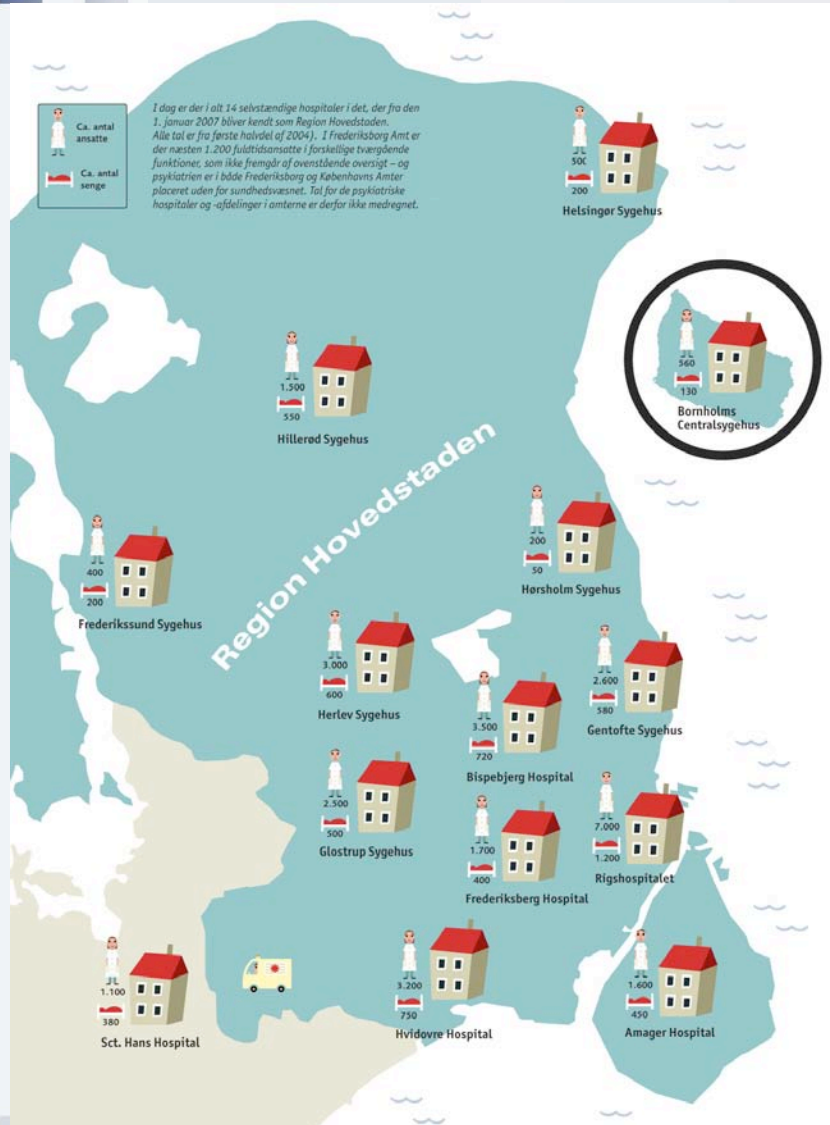 Ca. antal
ansatte
Ca. antal
senge
I dag er der i alt 14 selvstændige hospitaler i det, der fra den
1. januar 2007 bliver kendt som Region Hovedstaden.
Alle tal er fra første halvdel af 2004). I Frederiksborg Amt er
der næsten 1.200 fuldtidsansatte i forskellige tværgående
funktioner, som ikke fremgår af ovenstående oversigt – og
psykiatrien er i både Frederiksborg og Københavns Amter
placeret uden for sundhedsvæsnet. Tal for de psykiatriske
hospitaler og -afdelinger i amterne er derfor ikke medregnet.
500
200
Helsingør Sygehus
560
130
Bornholms
Centralsygehus
1.500
550
Hillerød Sygehus
Region Hovedstaden
200
50
Hørsholm Sygehus
400
200
Frederikssund Sygehus
3.000
600
Herlev Sygehus
2.600
580
Gentofte Sygehus
3.500
720
Bispebjerg Hospital
2.500
500
Glostrup Sygehus
1.700
400
Frederiksberg Hospital
7.000
1.200
Rigshospitalet
1.100
380
Sct. Hans Hospital
3.200
750
Hvidovre Hospital
1.600
450
Amager Hospital